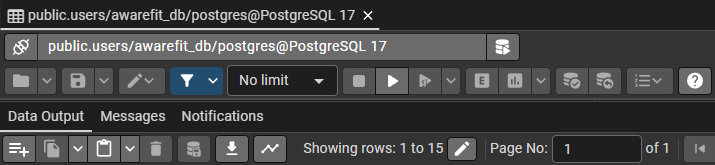 public.users/awarefit_db/postgres@PostgreSQL 17
public.users/awarefit_db/postgres@PostgreSQL 17
No limit
E
Data Output Messages Notifications
Showing rows: 1 to 15 Page No: 1 of 1